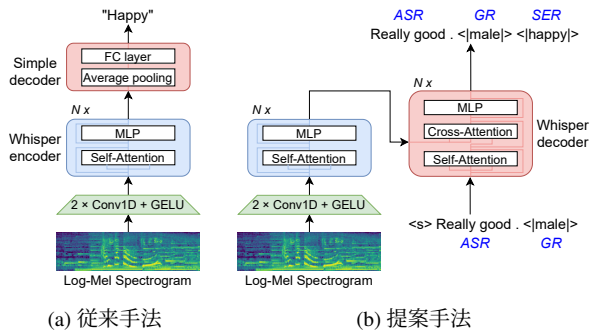 "Happy"
Simple
decoder
FC layer
Average pooling
N x
Whisper
encoder
MLP
Self-Attention
2 × Conv1D + GELU
Log-Mel Spectrogram
(a) 従来手法
ASR GR SER
Really good . <|male|> <|happy|>
N x
MLP
Cross-Attention
Self-Attention
Whisper
decoder
N x
MLP
Self-Attention
2 × Conv1D + GELU
Log-Mel Spectrogram
<s> Really good . <|male|>
ASR GR
(b) 提案手法